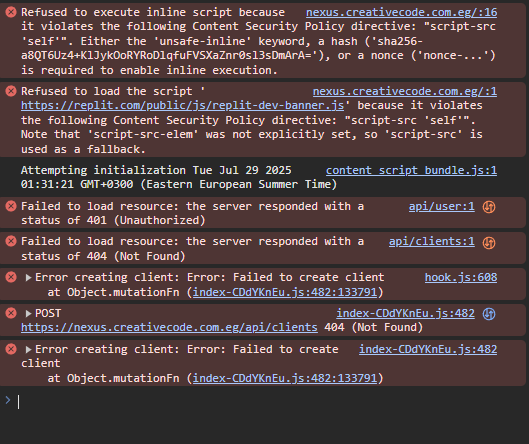 Refused to execute inline script because nexus.creativecode.com.eg/:16
it violates the following Content Security Policy directive: "script-src
'self'". Either the 'unsafe-inline' keyword, a hash ('sha256-
a8QT6Uz4+KlJykOoRYRoDlqfuFVSXaZnr0sl3sDmArA='), or a nonce ('nonce-...')
is required to enable inline execution.
Refused to load the script ' nexus.creativecode.com.eg/:1
https://replit.com/public/js/replit-dev-banner.js' because it violates
the following Content Security Policy directive: "script-src 'self'".
Note that 'script-src-elem' was not explicitly set, so 'script-src' is
used as a fallback.
Attempting initialization Tue Jul 29 2025 content script bundle.js:1
01:31:21 GMT+0300 (Eastern European Summer Time)
Failed to load resource: the server responded with a api/user:1
status of 401 (Unauthorized)
Failed to load resource: the server responded with a api/clients:1
status of 404 (Not Found)
Error creating client: Error: Failed to create client hook.js:608
at Object.mutationFn (index-CDdYKnEu.js:482:133791)
POST index-CDdYKnEu.js:482
https://nexus.creativecode.com.eg/api/clients 404 (Not Found)
Error creating client: Error: Failed to create index-CDdYKnEu.js:482
client
at Object.mutationFn (index-CDdYKnEu.js:482:133791)